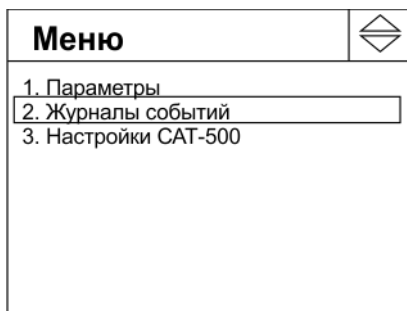 Меню
1. Параметры
2. Журналы событий
3. Настройки САТ-500